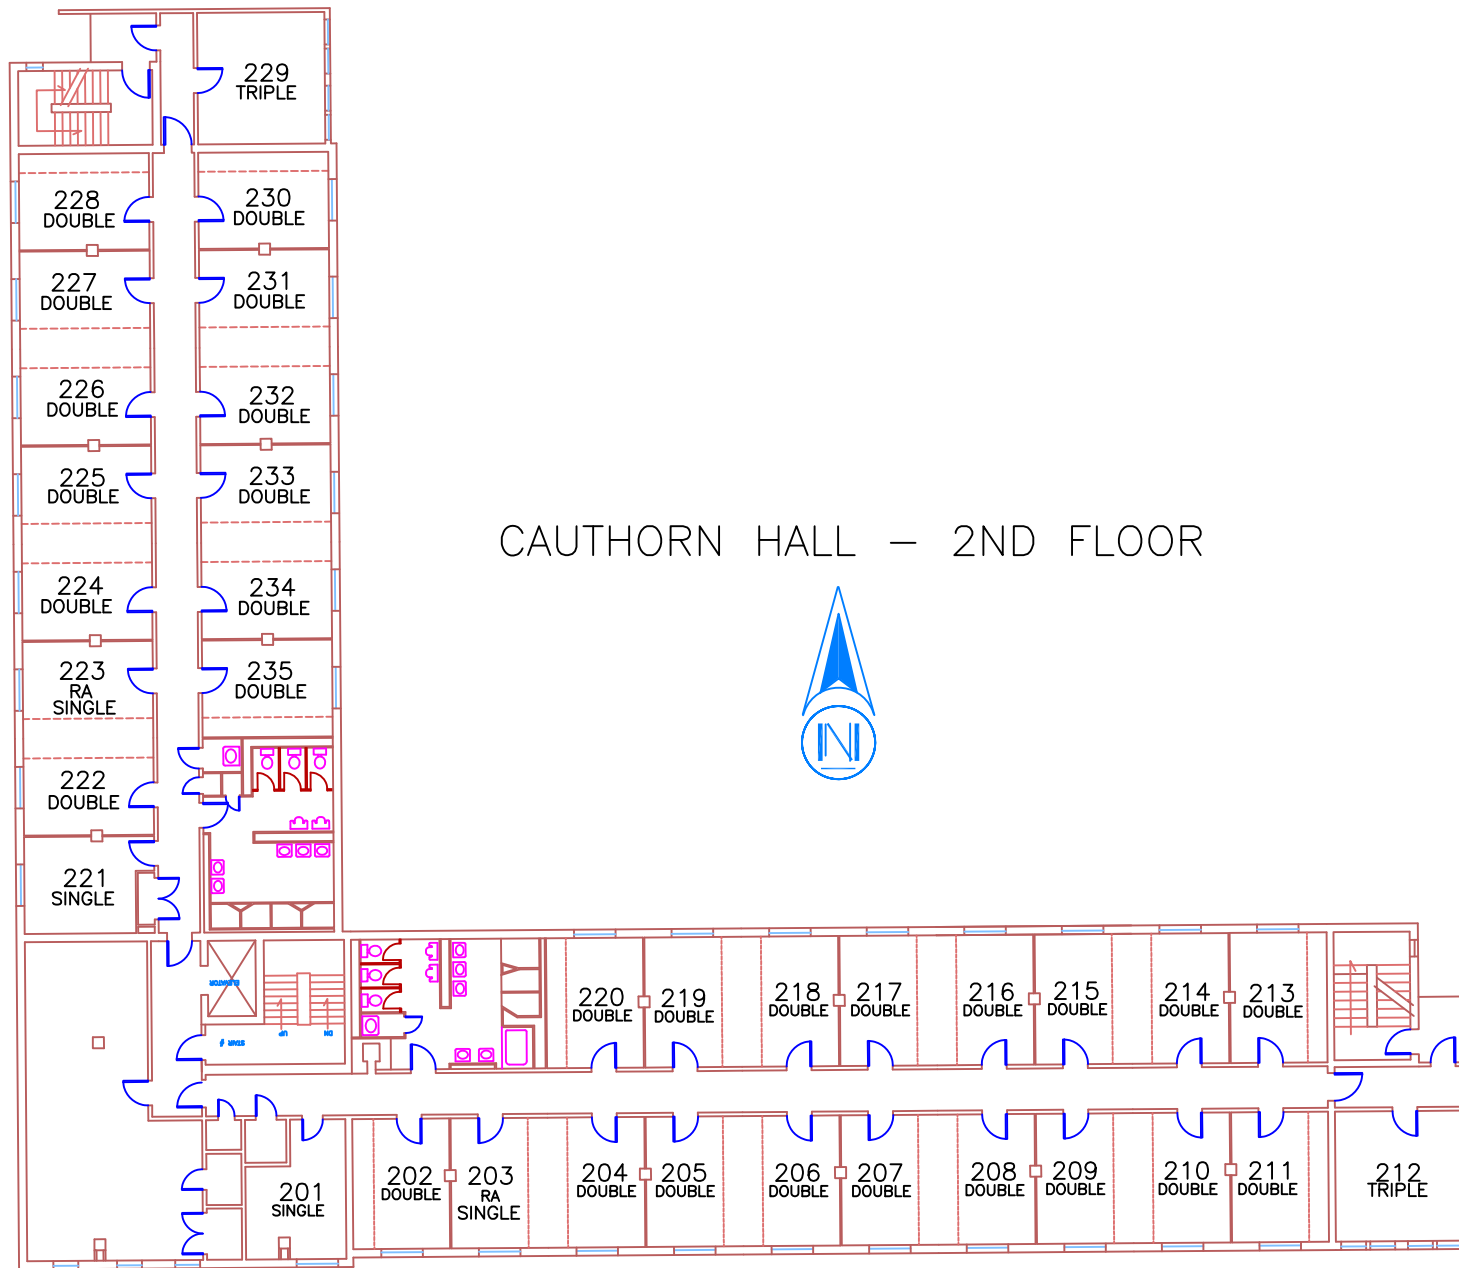 229
TRIPLE
228
DOUBLE
230
DOUBLE
227
DOUBLE
231
DOUBLE
226
DOUBLE
232
DOUBLE
225
DOUBLE
233
DOUBLE
CAUTHORN HALL - 2ND FLOOR
224
DOUBLE
234
DOUBLE
223
RA
SINGLE
235
DOUBLE
N
222
DOUBLE
221
SINGLE
ELEVATOR
STAIR #
UP
DN
220
DOUBLE
219
DOUBLE
218
DOUBLE
217
DOUBLE
216
DOUBLE
215
DOUBLE
214
DOUBLE
213
DOUBLE
201
SINGLE
202
DOUBLE
203
RA
SINGLE
204
DOUBLE
205
DOUBLE
206
DOUBLE
207
DOUBLE
208
DOUBLE
209
DOUBLE
210
DOUBLE
211
DOUBLE
212
TRIPLE